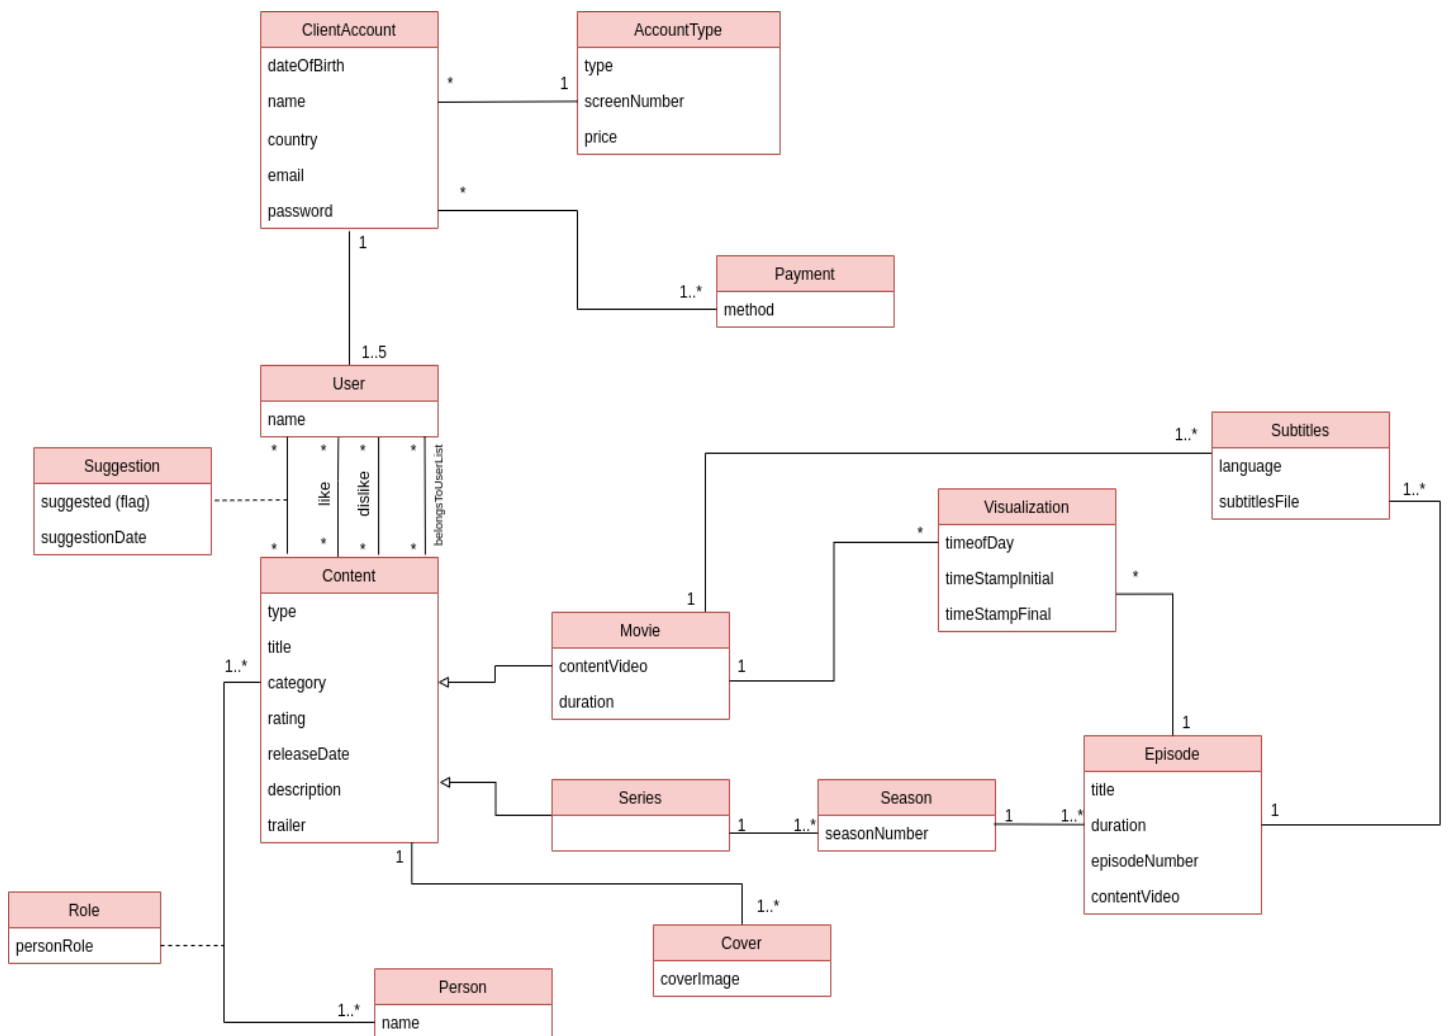 ClientAccount
dateOfBirth
name
country
email
password
AccountType
type
screenNumber
price
*
1
*
1..*
Payment
method
1
1..5
User
name
*
*
*
*
like
dislike
belongsToUserList
*
*
*
*
Suggestion
suggested (flag)
suggestionDate
Content
type
title
category
rating
releaseDate
description
trailer
1..*
1
Subtitles
language
subtitlesFile
1..*
1..*
Visualization
timeofDay
timeStampInitial
timeStampFinal
*
*
1
Movie
contentVideo
duration
1
1
Episode
title
duration
episodeNumber
contentVideo
1
Series
1
1..*
Season
seasonNumber
1
1..*
1..*
Cover
coverImage
Role
personRole
1..*
Person
name